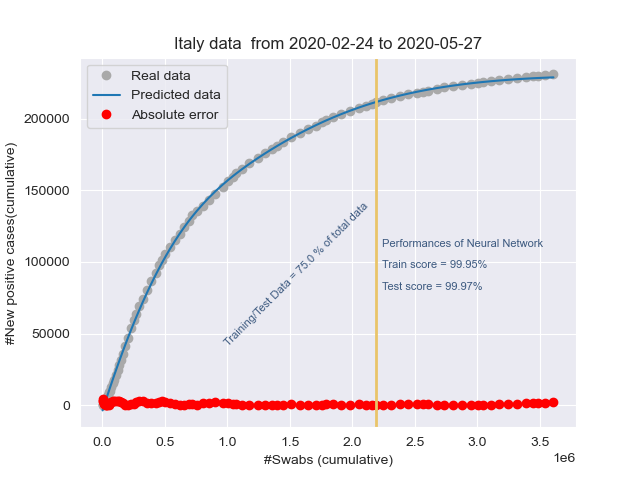 Italy data  from 2020-02-24 to 2020-05-27
Real data
Predicted data
Absolute error
#New positive cases(cumulative)
200000
150000
100000
50000
0
Training/Test Data = 75.0 % of total data
Performances of Neural Network
Train score = 99.95%
Test score = 99.97%
0.0 0.5 1.0 1.5 2.0 2.5 3.0 3.5
1e6
#Swabs (cumulative)